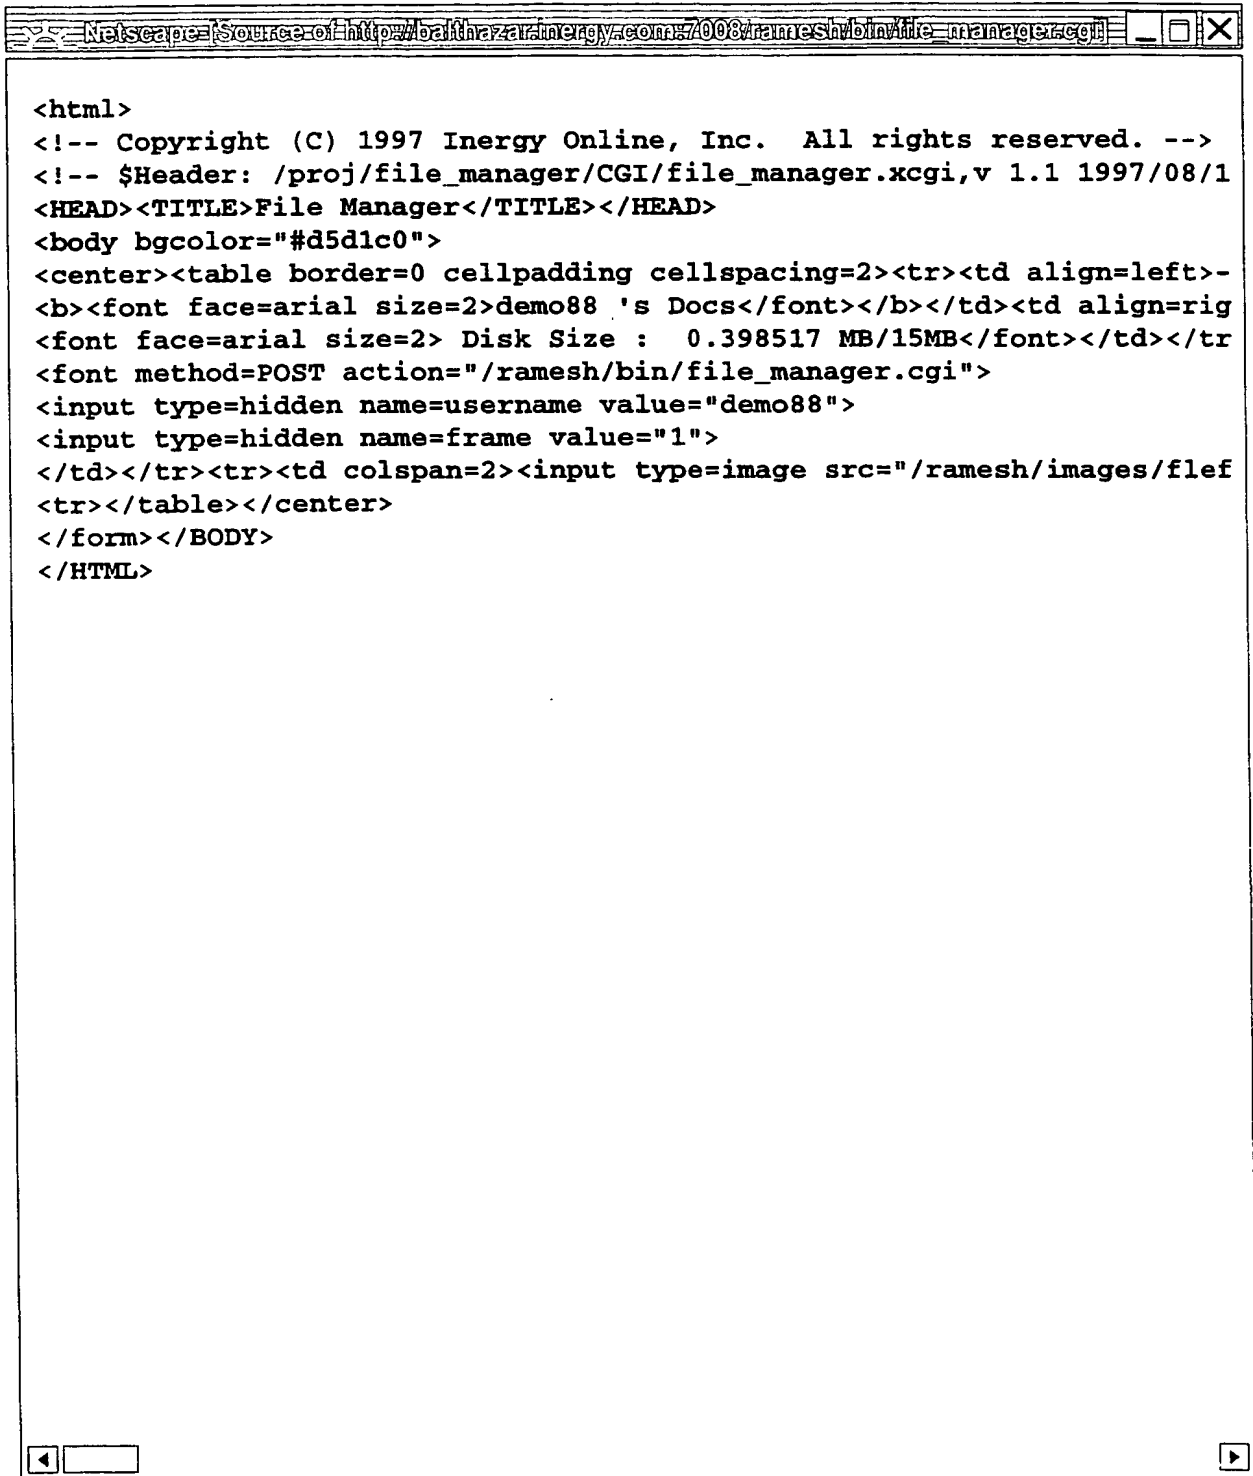 Netscape-[Source of http://balthazar.inergy.com:7008/ramesh/bin/file_manager.cgi]
<html>
<!-- Copyright (C) 1997 Inergy Online, Inc.  All rights reserved. -->
<!-- $Header: /proj/file_manager/CGI/file_manager.xcgi,v 1.1 1997/08/1
<HEAD><TITLE>File Manager</TITLE></HEAD>
<body bgcolor="#d5d1c0">
<center><table border=0 cellpadding cellspacing=2><tr><td align=left>-
<b><font face=arial size=2>demo88 's Docs</font></b></td><td align=rig
<font face=arial size=2> Disk Size :  0.398517 MB/15MB</font></td></tr
<font method=POST action="/ramesh/bin/file_manager.cgi">
<input type=hidden name=username value="demo88">
<input type=hidden name=frame value="1">
</td></tr><tr><td colspan=2><input type=image src="/ramesh/images/flef
<tr></table></center>
</form></BODY>
</HTML>